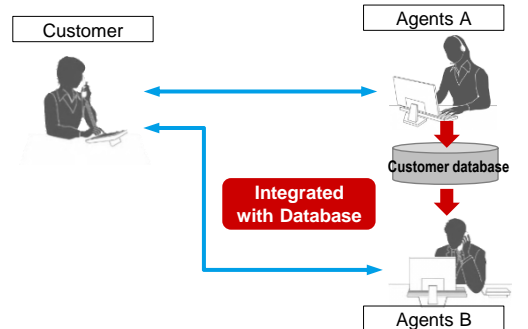 Customer
Agents A
Customer database
Integrated
with Database
Agents B